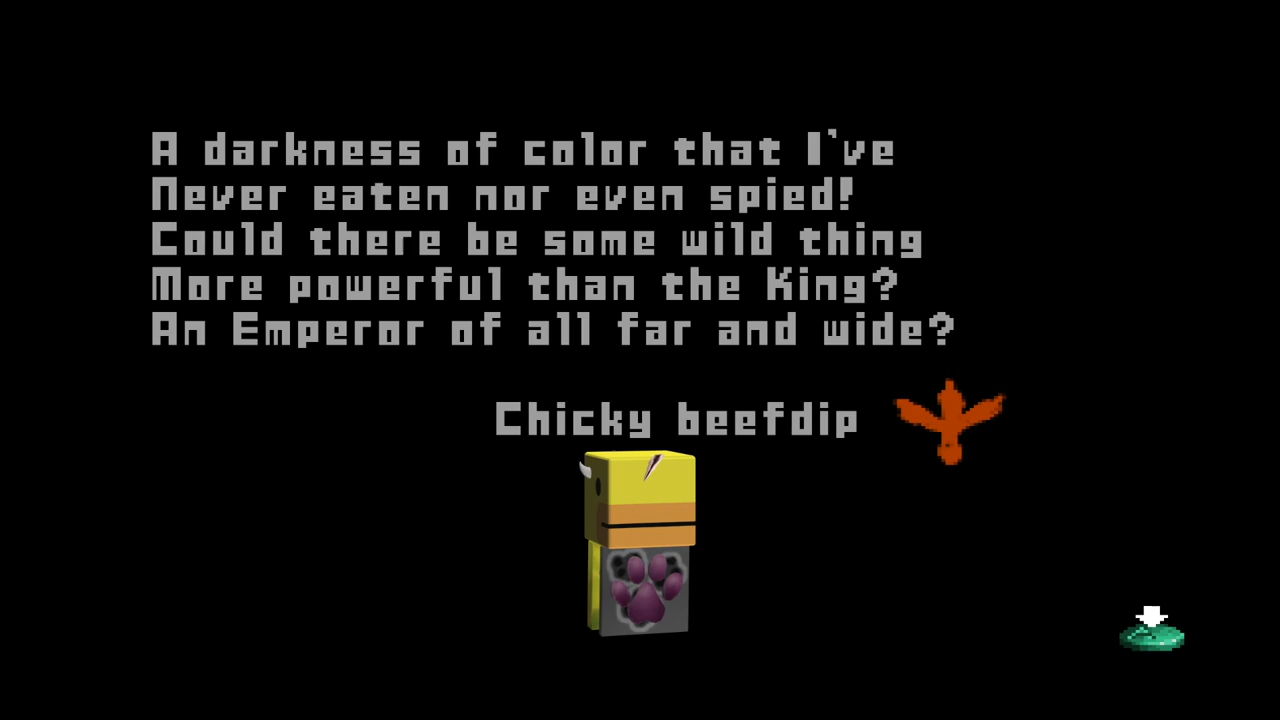 A darkness of color that I've
Never eaten nor even spied!
Could there be some wild thing
More powerful than the King?
An Emperor of all far and wide?
Chicky beefdip